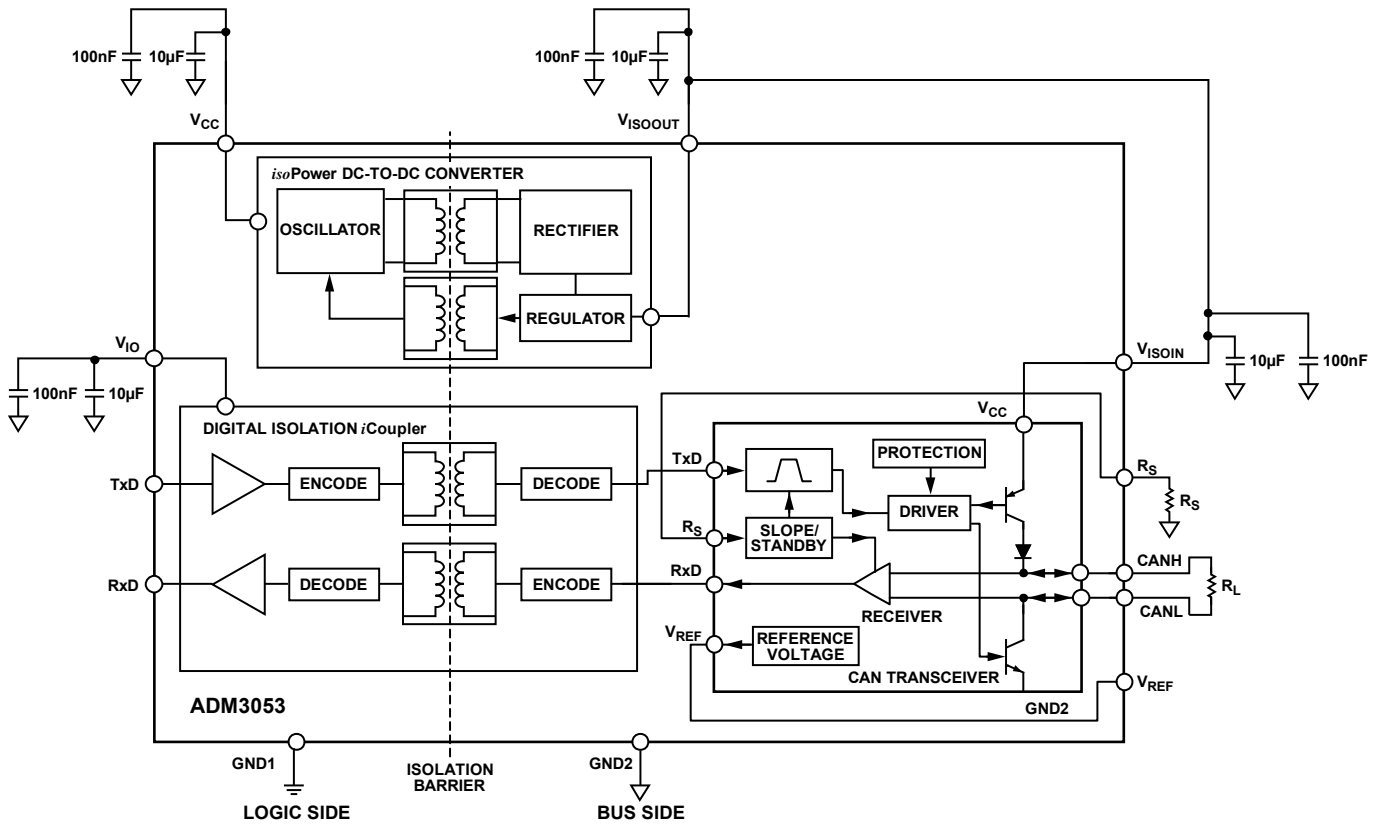 100nF
10µF
100nF
10µF
VCC
VISOOUT
isoPower DC-TO-DC CONVERTER
OSCILLATOR
RECTIFIER
REGULATOR
VIO
100nF
10µF
VISOIN
10µF
100nF
VCC
DIGITAL ISOLATION iCoupler
TxD
ENCODE
DECODE
TxD
PROTECTION
DRIVER
RS
RS
RS
SLOPE/
STANDBY
RxD
DECODE
ENCODE
RxD
RECEIVER
CANH
RL
CANL
VREF
REFERENCE
VOLTAGE
CAN TRANSCEIVER
VREF
GND2
ADM3053
GND1
ISOLATION
BARRIER
GND2
LOGIC SIDE
BUS SIDE